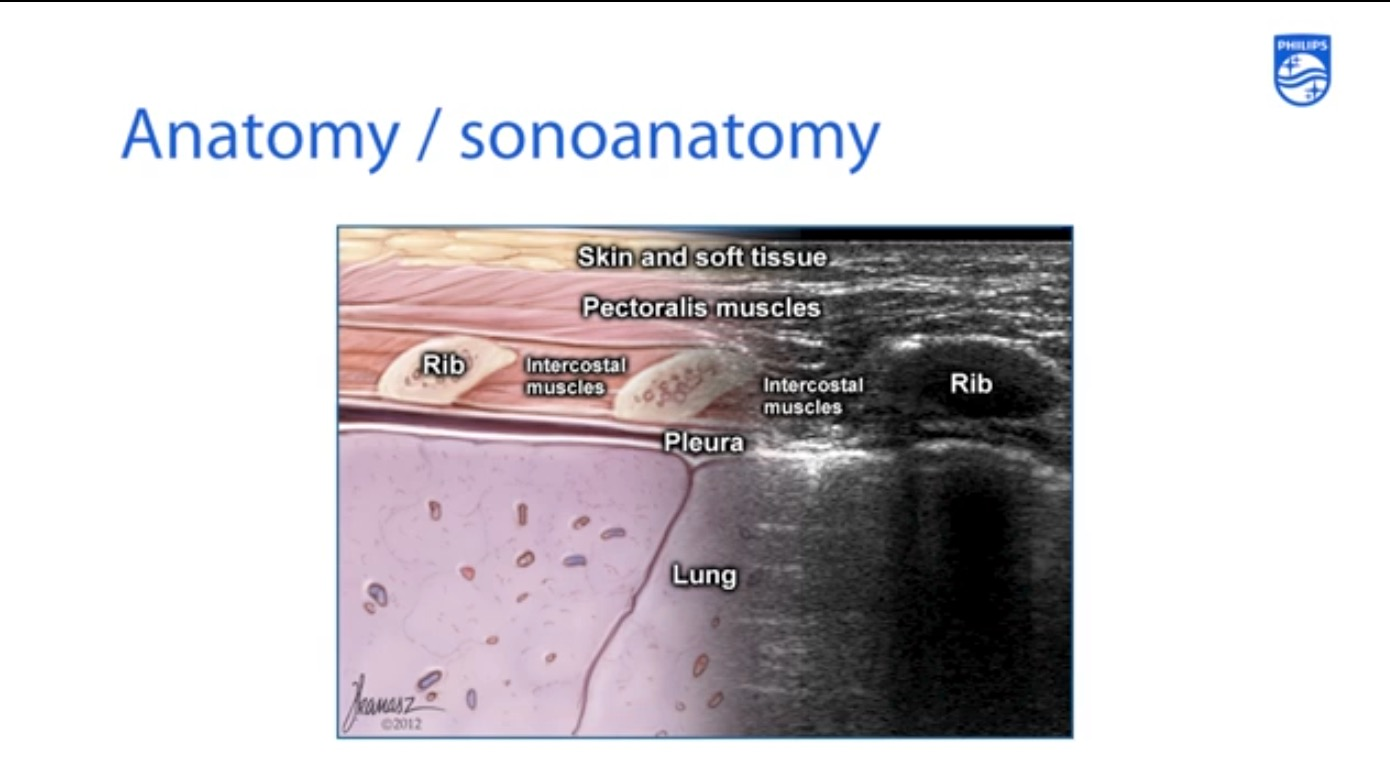 PHILIPS
Anatomy / sonoanatomy
Skin and soft tissue
Pectoralis muscles
Rib
Intercostal
muscles
Intercostal
muscles
Rib
Pleura
Lung
©2012